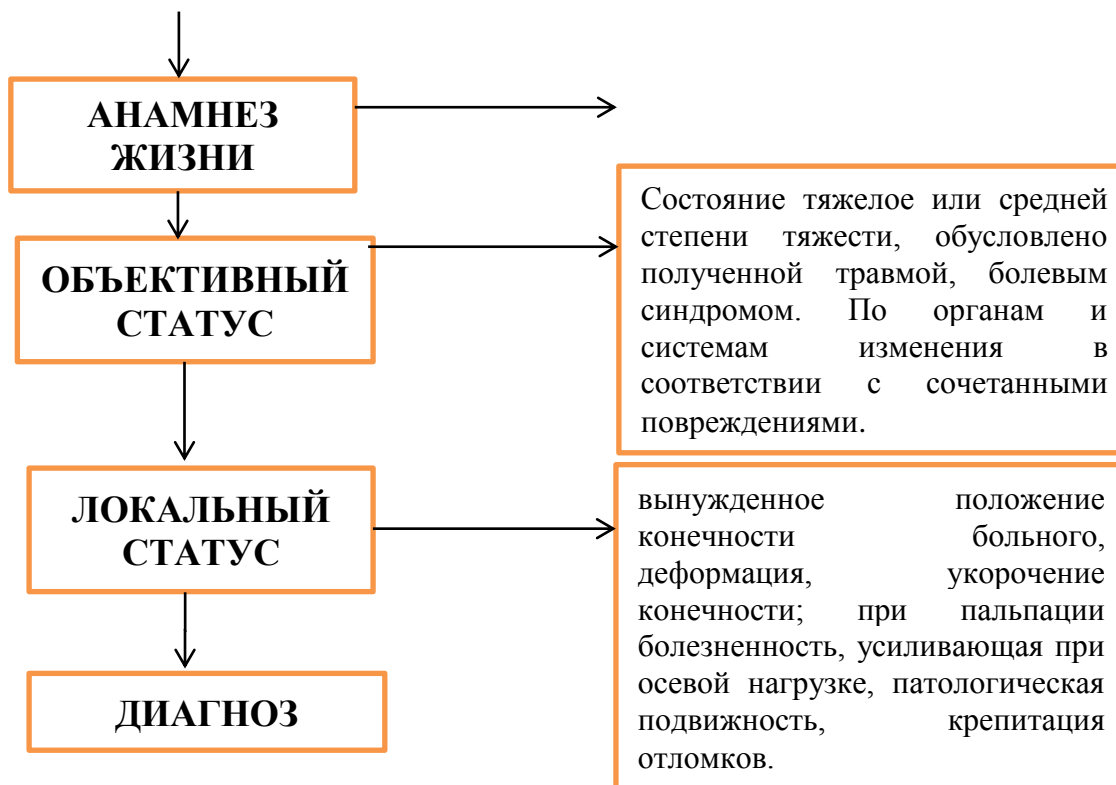 АНАМНЕЗ
ЖИЗНИ
ОБЪЕКТИВНЫЙ
СТАТУС
Состояние тяжелое или средней
степени тяжести, обусловлено
полученной травмой, болевым
синдромом. По органам и
системам изменения в
соответствии с сочетанными
повреждениями.
ЛОКАЛЬНЫЙ
СТАТУС
вынужденное положение
конечности больного,
деформация, укорочение
конечности; при пальпации
болезненность, усиливающая при
осевой нагрузке, патологическая
подвижность, крепитация
отломков.
ДИАГНОЗ